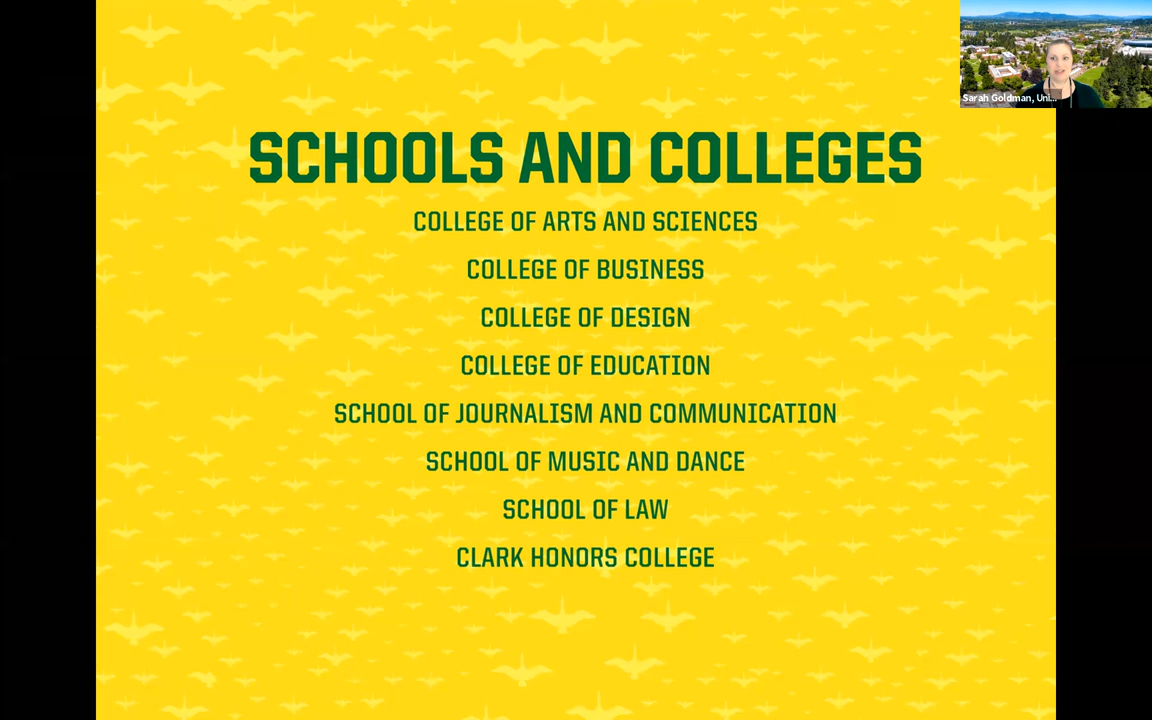 SCHOOLS AND COLLEGES
COLLEGE OF ARTS AND SCIENCES
COLLEGE OF BUSINESS
COLLEGE OF DESIGN
COLLEGE OF EDUCATION
SCHOOL OF JOURNALISM AND COMMUNICATION
SCHOOL OF MUSIC AND DANCE
SCHOOL OF LAW
CLARK HONORS COLLEGE
Sarah Goldman, Uni...